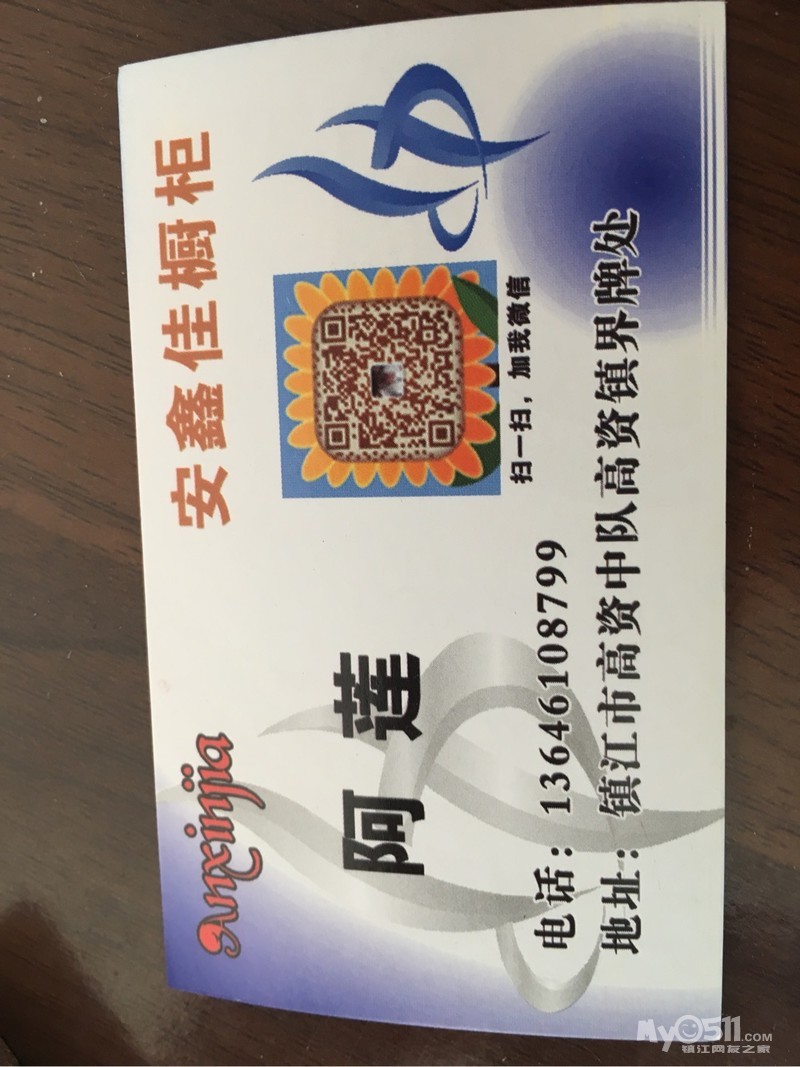 Anxinjia
安鑫佳橱柜
阿莲
扫一扫，加我微信
电话：13646108799
地址：镇江市高资中队高资镇界牌处
My0511.COM
镇江网友之家